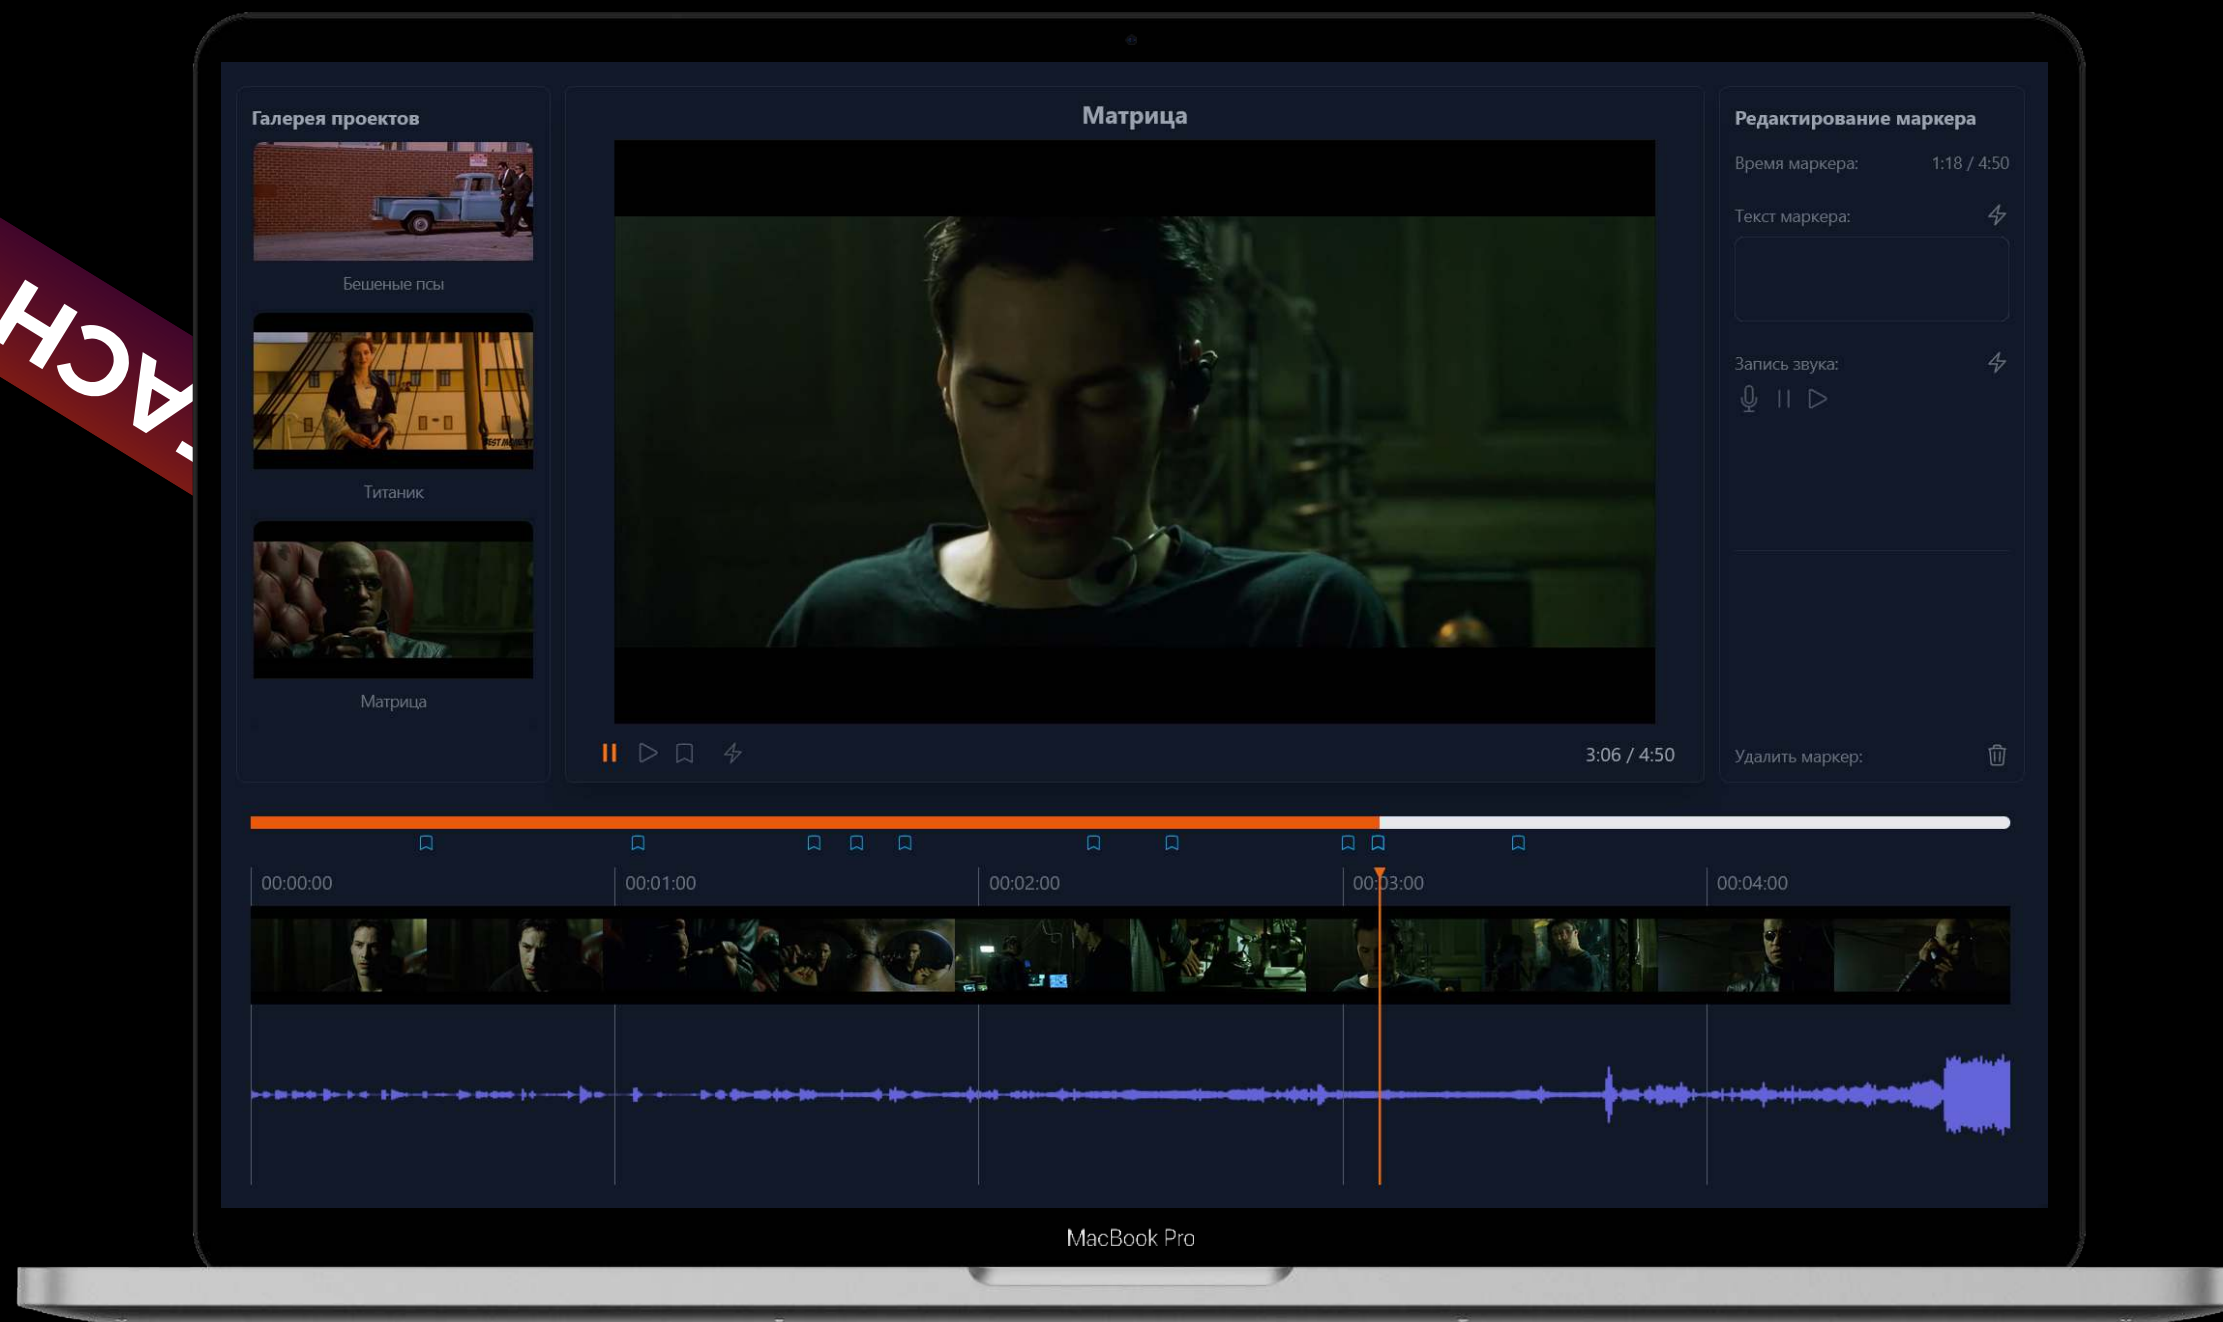 Галерея проектов
Бешеные псы
Титаник
BEST MOMENT
Матрица
Матрица
3:06 / 4:50
Редактирование маркера
Время маркера: 1:18 / 4:50
Текст маркера:
Запись звука:
Удалить маркер:
00:00:00 00:01:00 00:02:00 00:03:00 00:04:00
MacBook Pro